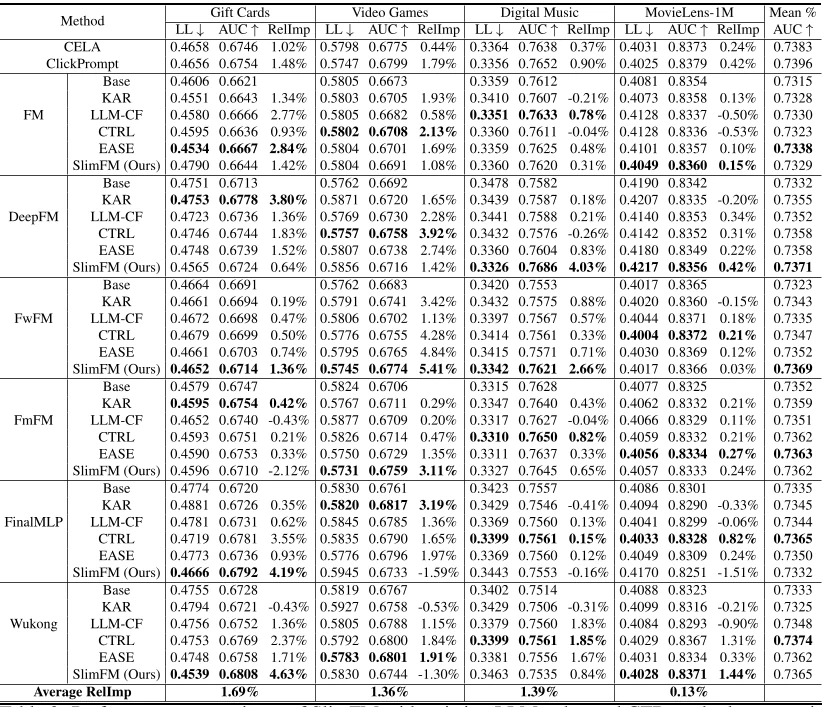 Method Gift Cards Video Games Digital Music MovieLens-1M Mean %
LL ↓ AUC ↑ RelImp LL ↓ AUC ↑ RelImp LL ↓ AUC ↑ RelImp LL ↓ AUC ↑ RelImp AUC ↑
CELA 0.4658 0.6746 1.02% 0.5798 0.6775 0.44% 0.3364 0.7638 0.37% 0.4031 0.8373 0.24% 0.7383
ClickPrompt 0.4656 0.6754 1.48% 0.5747 0.6799 1.79% 0.3356 0.7652 0.90% 0.4025 0.8379 0.42% 0.7396
Base 0.4606 0.6621 0.5805 0.6673 0.3359 0.7612 0.4081 0.8354 0.7315
KAR 0.4551 0.6643 1.34% 0.5803 0.6705 1.93% 0.3410 0.7607 -0.21% 0.4073 0.8358 0.13% 0.7328
FM LLM-CF 0.4580 0.6666 2.77% 0.5805 0.6682 0.58% 0.3351 0.7633 0.78% 0.4128 0.8337 -0.50% 0.7330
CTRL 0.4595 0.6636 0.93% 0.5802 0.6708 2.13% 0.3360 0.7611 -0.04% 0.4128 0.8336 -0.53% 0.7323
EASE 0.4534 0.6667 2.84% 0.5804 0.6701 1.69% 0.3359 0.7625 0.48% 0.4101 0.8357 0.10% 0.7338
SlimFM (Ours) 0.4790 0.6644 1.42% 0.5804 0.6691 1.08% 0.3360 0.7620 0.31% 0.4049 0.8360 0.15% 0.7329
Base 0.4751 0.6713 0.5762 0.6692 0.3478 0.7582 0.4190 0.8342 0.7332
KAR 0.4753 0.6778 3.80% 0.5871 0.6720 1.65% 0.3439 0.7587 0.18% 0.4207 0.8335 -0.20% 0.7355
DeepFM LLM-CF 0.4723 0.6736 1.36% 0.5769 0.6730 2.28% 0.3441 0.7588 0.21% 0.4140 0.8353 0.34% 0.7352
CTRL 0.4746 0.6744 1.83% 0.5757 0.6758 3.92% 0.3432 0.7576 -0.26% 0.4142 0.8352 0.31% 0.7358
EASE 0.4748 0.6739 1.52% 0.5807 0.6738 2.74% 0.3360 0.7604 0.83% 0.4180 0.8349 0.22% 0.7358
SlimFM (Ours) 0.4565 0.6724 0.64% 0.5856 0.6716 1.42% 0.3326 0.7686 4.03% 0.4217 0.8356 0.42% 0.7371
Base 0.4664 0.6691 0.5762 0.6683 0.3420 0.7553 0.4017 0.8365 0.7323
KAR 0.4661 0.6694 0.19% 0.5791 0.6741 3.42% 0.3432 0.7575 0.88% 0.4020 0.8360 -0.15% 0.7343
FwFM LLM-CF 0.4672 0.6698 0.47% 0.5806 0.6702 1.13% 0.3397 0.7567 0.57% 0.4044 0.8371 0.18% 0.7335
CTRL 0.4679 0.6699 0.50% 0.5776 0.6755 4.28% 0.3414 0.7561 0.33% 0.4004 0.8372 0.21% 0.7347
EASE 0.4661 0.6703 0.74% 0.5795 0.6765 4.84% 0.3415 0.7571 0.71% 0.4030 0.8369 0.12% 0.7352
SlimFM (Ours) 0.4652 0.6714 1.36% 0.5745 0.6774 5.41% 0.3342 0.7621 2.66% 0.4017 0.8366 0.03% 0.7369
Base 0.4579 0.6747 0.5824 0.6706 0.3315 0.7628 0.4077 0.8325 0.7352
KAR 0.4595 0.6754 0.42% 0.5767 0.6711 0.29% 0.3347 0.7640 0.43% 0.4062 0.8332 0.21% 0.7359
FmFM LLM-CF 0.4652 0.6740 -0.43% 0.5877 0.6709 0.20% 0.3317 0.7627 -0.04% 0.4066 0.8329 0.11% 0.7351
CTRL 0.4593 0.6751 0.21% 0.5826 0.6714 0.47% 0.3310 0.7650 0.82% 0.4059 0.8332 0.21% 0.7362
EASE 0.4590 0.6753 0.33% 0.5750 0.6729 1.35% 0.3311 0.7637 0.33% 0.4056 0.8334 0.27% 0.7363
SlimFM (Ours) 0.4596 0.6710 -2.12% 0.5731 0.6759 3.11% 0.3327 0.7645 0.65% 0.4057 0.8333 0.24% 0.7362
Base 0.4774 0.6720 0.5830 0.6761 0.3423 0.7557 0.4086 0.8301 0.7335
KAR 0.4881 0.6726 0.35% 0.5820 0.6817 3.19% 0.3429 0.7546 -0.41% 0.4094 0.8290 -0.33% 0.7345
FinalMLP LLM-CF 0.4781 0.6731 0.62% 0.5845 0.6785 1.36% 0.3369 0.7560 0.13% 0.4041 0.8299 -0.06% 0.7344
CTRL 0.4719 0.6781 3.55% 0.5835 0.6790 1.65% 0.3399 0.7561 0.15% 0.4033 0.8328 0.82% 0.7365
EASE 0.4773 0.6736 0.93% 0.5776 0.6796 1.97% 0.3369 0.7560 0.12% 0.4049 0.8309 0.24% 0.7350
SlimFM (Ours) 0.4666 0.6792 4.19% 0.5945 0.6733 -1.59% 0.3443 0.7553 -0.16% 0.4170 0.8251 -1.51% 0.7332
Base 0.4755 0.6728 0.5819 0.6767 0.3402 0.7514 0.4088 0.8323 0.7333
KAR 0.4794 0.6721 -0.43% 0.5927 0.6758 -0.53% 0.3429 0.7506 -0.31% 0.4099 0.8316 -0.21% 0.7325
Wukong LLM-CF 0.4756 0.6752 1.36% 0.5805 0.6788 1.15% 0.3379 0.7560 1.83% 0.4084 0.8293 -0.90% 0.7348
CTRL 0.4753 0.6769 2.37% 0.5792 0.6800 1.84% 0.3399 0.7561 1.85% 0.4029 0.8367 1.31% 0.7374
EASE 0.4748 0.6758 1.71% 0.5783 0.6801 1.91% 0.3381 0.7556 1.67% 0.4031 0.8334 0.33% 0.7362
SlimFM (Ours) 0.4539 0.6808 4.63% 0.5830 0.6744 -1.30% 0.3463 0.7535 0.84% 0.4028 0.8371 1.44% 0.7365
Average RelImp 1.69% 1.36% 1.39% 0.13%